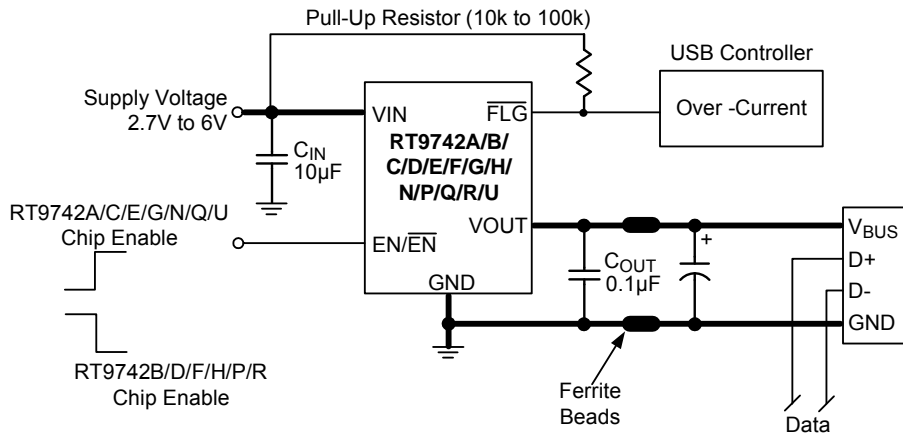 Pull-Up Resistor (10k to 100k)
USB Controller
Supply Voltage
2.7V to 6V
VIN
FLG
Over -Current
RT9742A/B/
C/D/E/F/G/H/
N/P/Q/R/U
CIN
10µF
RT9742A/C/E/G/N/Q/U
Chip Enable
EN/EN
VOUT
GND
COUT
0.1µF
+
VBUS
D+
D-
GND
RT9742B/D/F/H/P/R
Chip Enable
Ferrite
Beads
Data